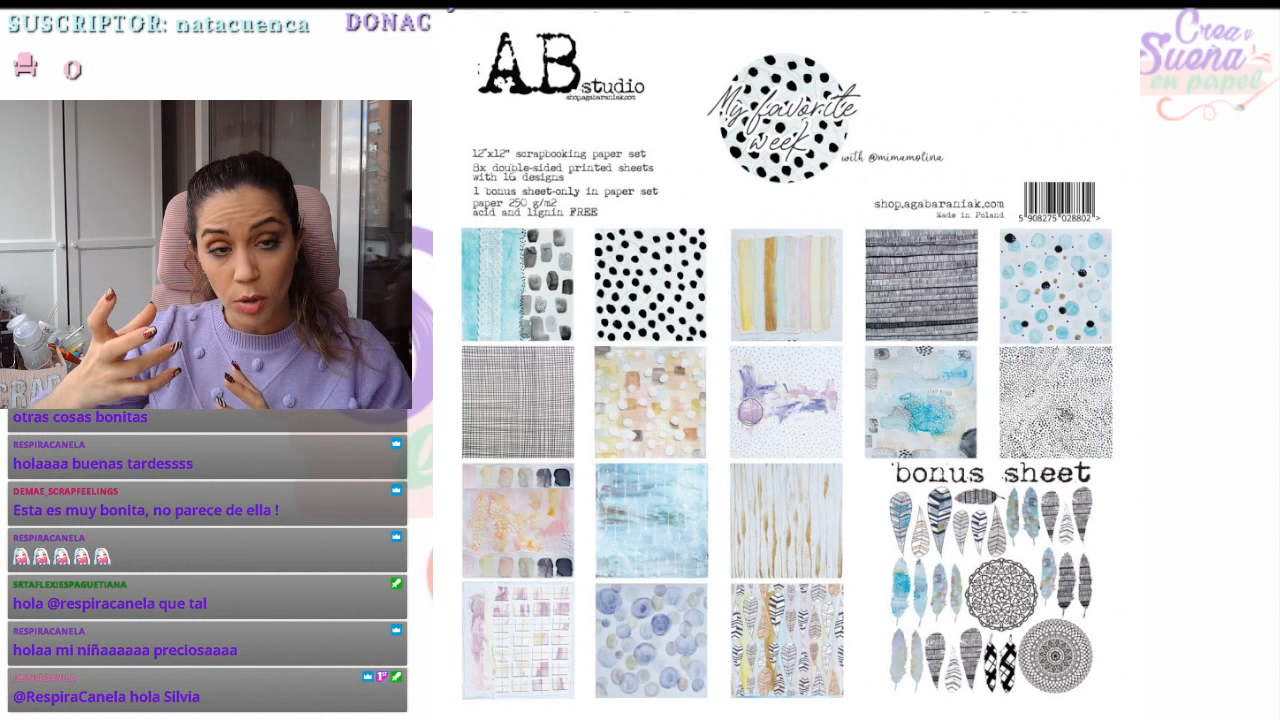 SUSCRIPTOR: natacuenca
DONAC
0
Crea y
Sueña
en papel
AB studio
shop.agabaraniak.com
My favorite
week
with @mimamolina
12"x12" scrapbooking paper set
8x double-sided printed sheets
with 16 designs
1 bonus sheet-only in paper set
paper 250 g/m2
acid and lignin FREE
shop.agabaraniak.com
Made in Poland
5 908275 028802 >
bonus sheet
otras cosas bonitas
RESPIRACANELA
holaaaa buenas tardessss
DEMAE_SCRAPFEELINGS
Esta es muy bonita, no parece de ella !
RESPIRACANELA
SRTAFLEXIESPAGUETIANA
hola @respiracanela que tal
RESPIRACANELA
holaa mi niñaaaaaa preciosaaaa
1st
@RespiraCanela hola Silvia